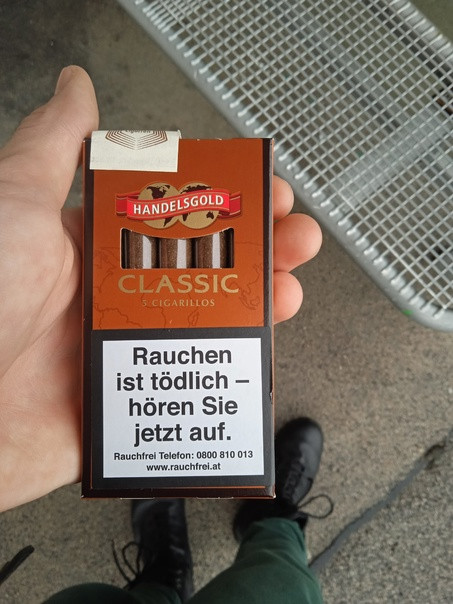 HANDELSGOLD
CLASSIC
5 CIGARILLOS
Rauchen
ist tödlich –
hören Sie
jetzt auf.
Rauchfrei Telefon: 0800 810 013
www.rauchfrei.at